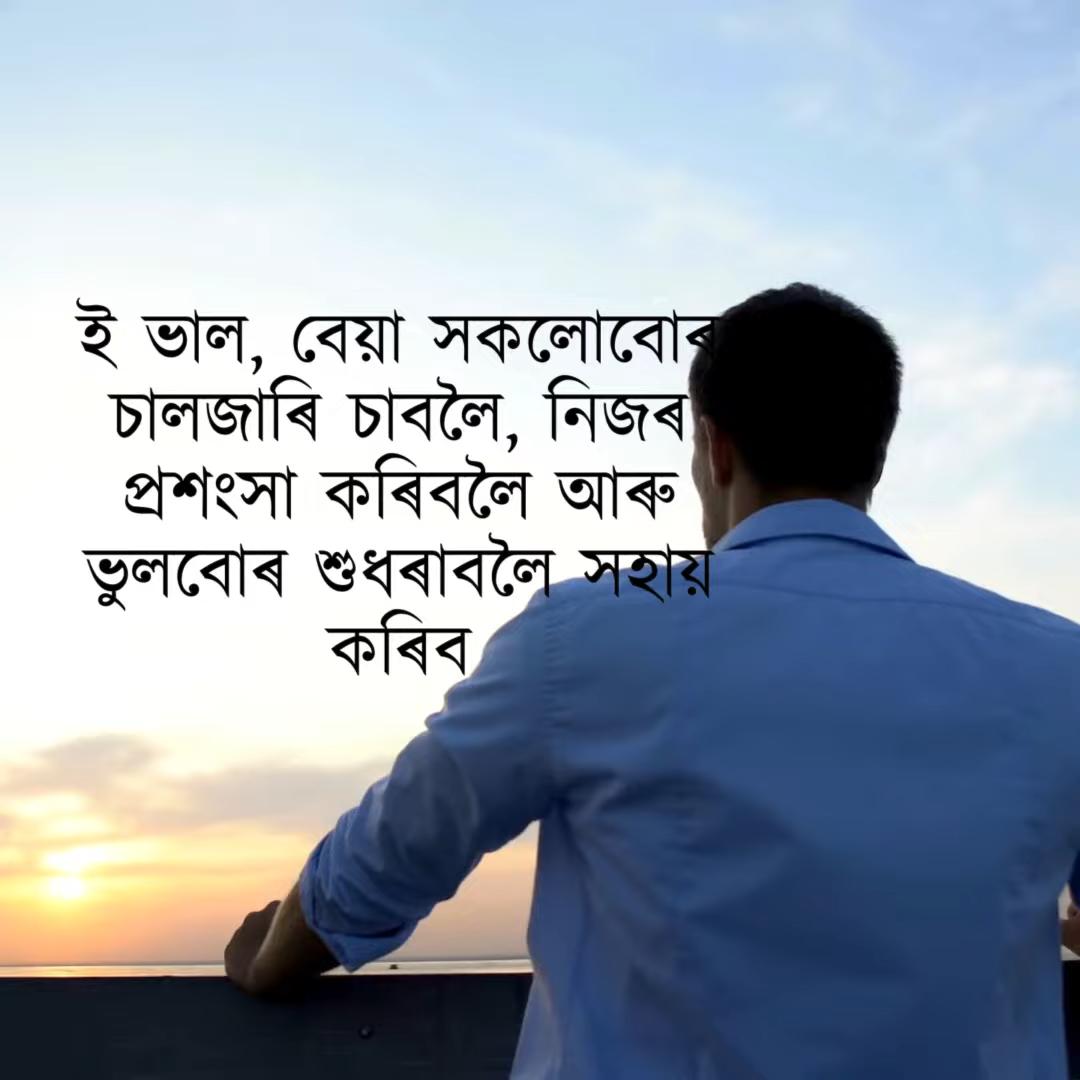 ই ভাল, বেয়া সকলোবোৰ
চালজাৰি চাবলৈ, নিজৰ
প্ৰশংসা কৰিবলৈ আৰু
ভুলবোৰ শুধৰাবলৈ সহায়
কৰিব